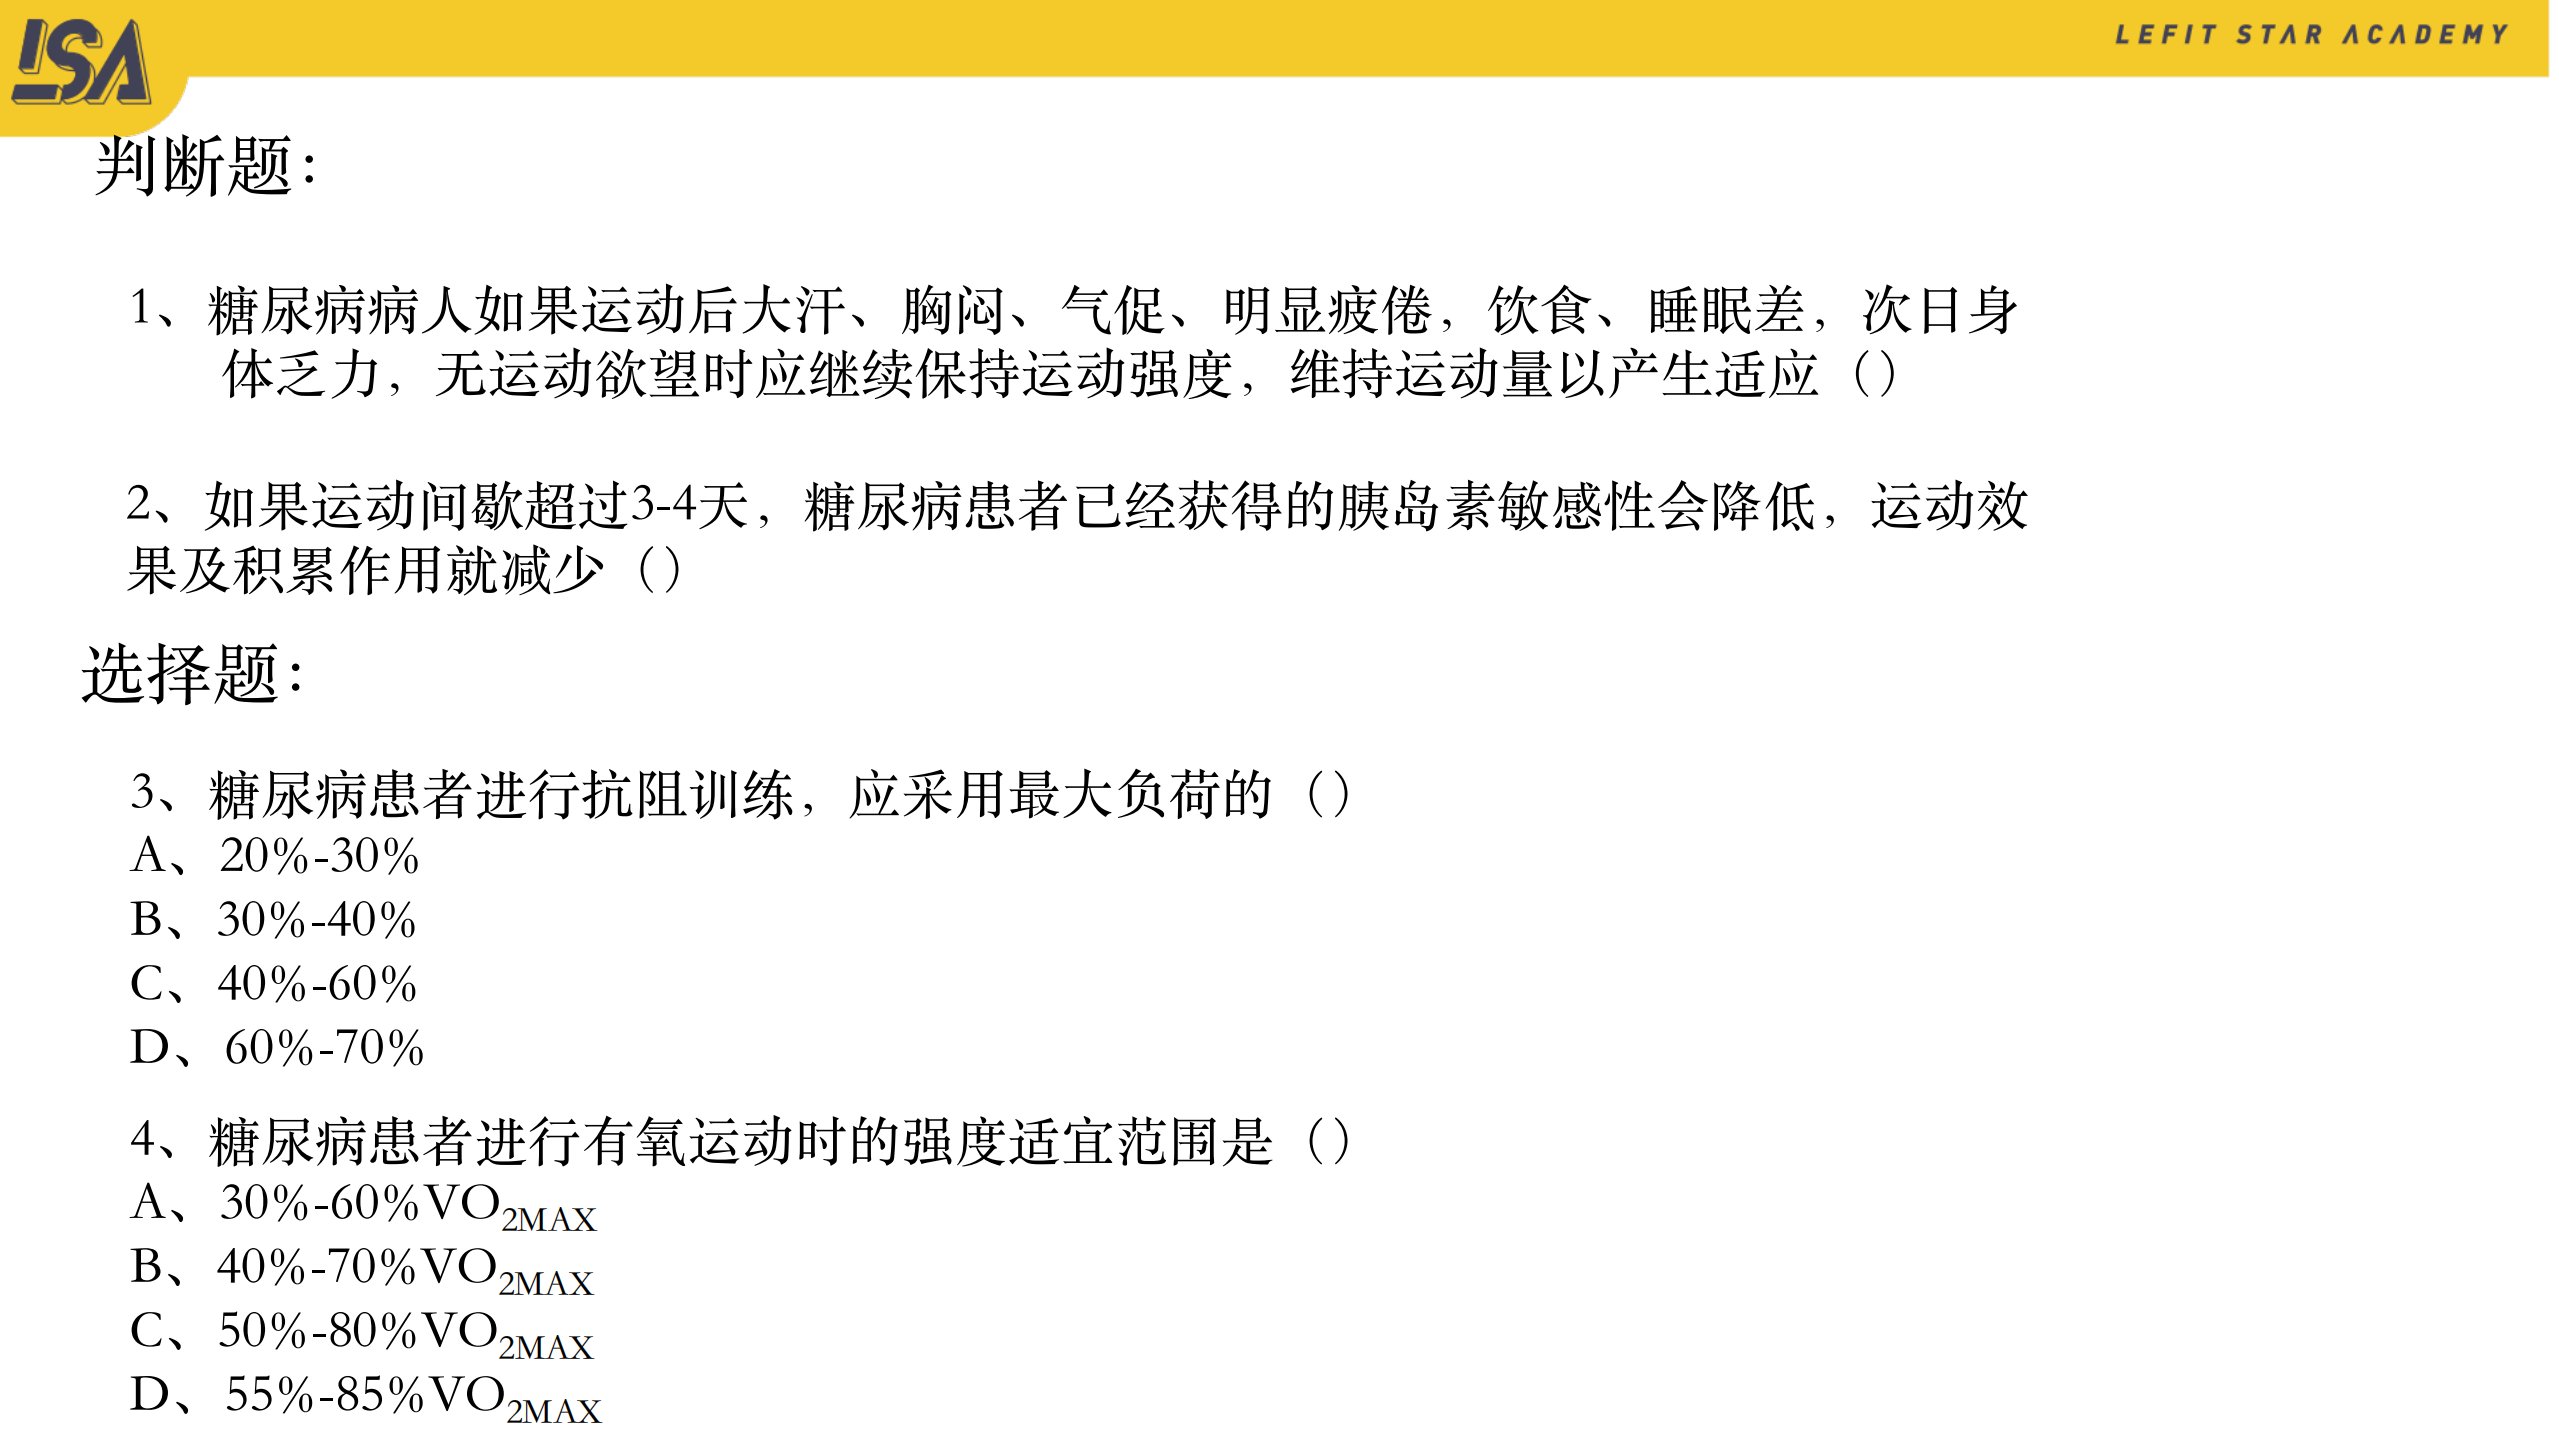 LSA
LEFIT STAR ACADEMY
判断题：
1、糖尿病病人如果运动后大汗、胸闷、气促、明显疲倦，饮食、睡眠差，次日身
体乏力，无运动欲望时应继续保持运动强度，维持运动量以产生适应（）
2、如果运动间歇超过3-4天，糖尿病患者已经获得的胰岛素敏感性会降低，运动效
果及积累作用就减少（）
选择题：
3、糖尿病患者进行抗阻训练，应采用最大负荷的（）
A、20%-30%
B、30%-40%
C、40%-60%
D、60%-70%
4、糖尿病患者进行有氧运动时的强度适宜范围是（）
A、30%-60%VO2MAX
B、40%-70%VO2MAX
C、50%-80%VO2MAX
D、55%-85%VO2MAX